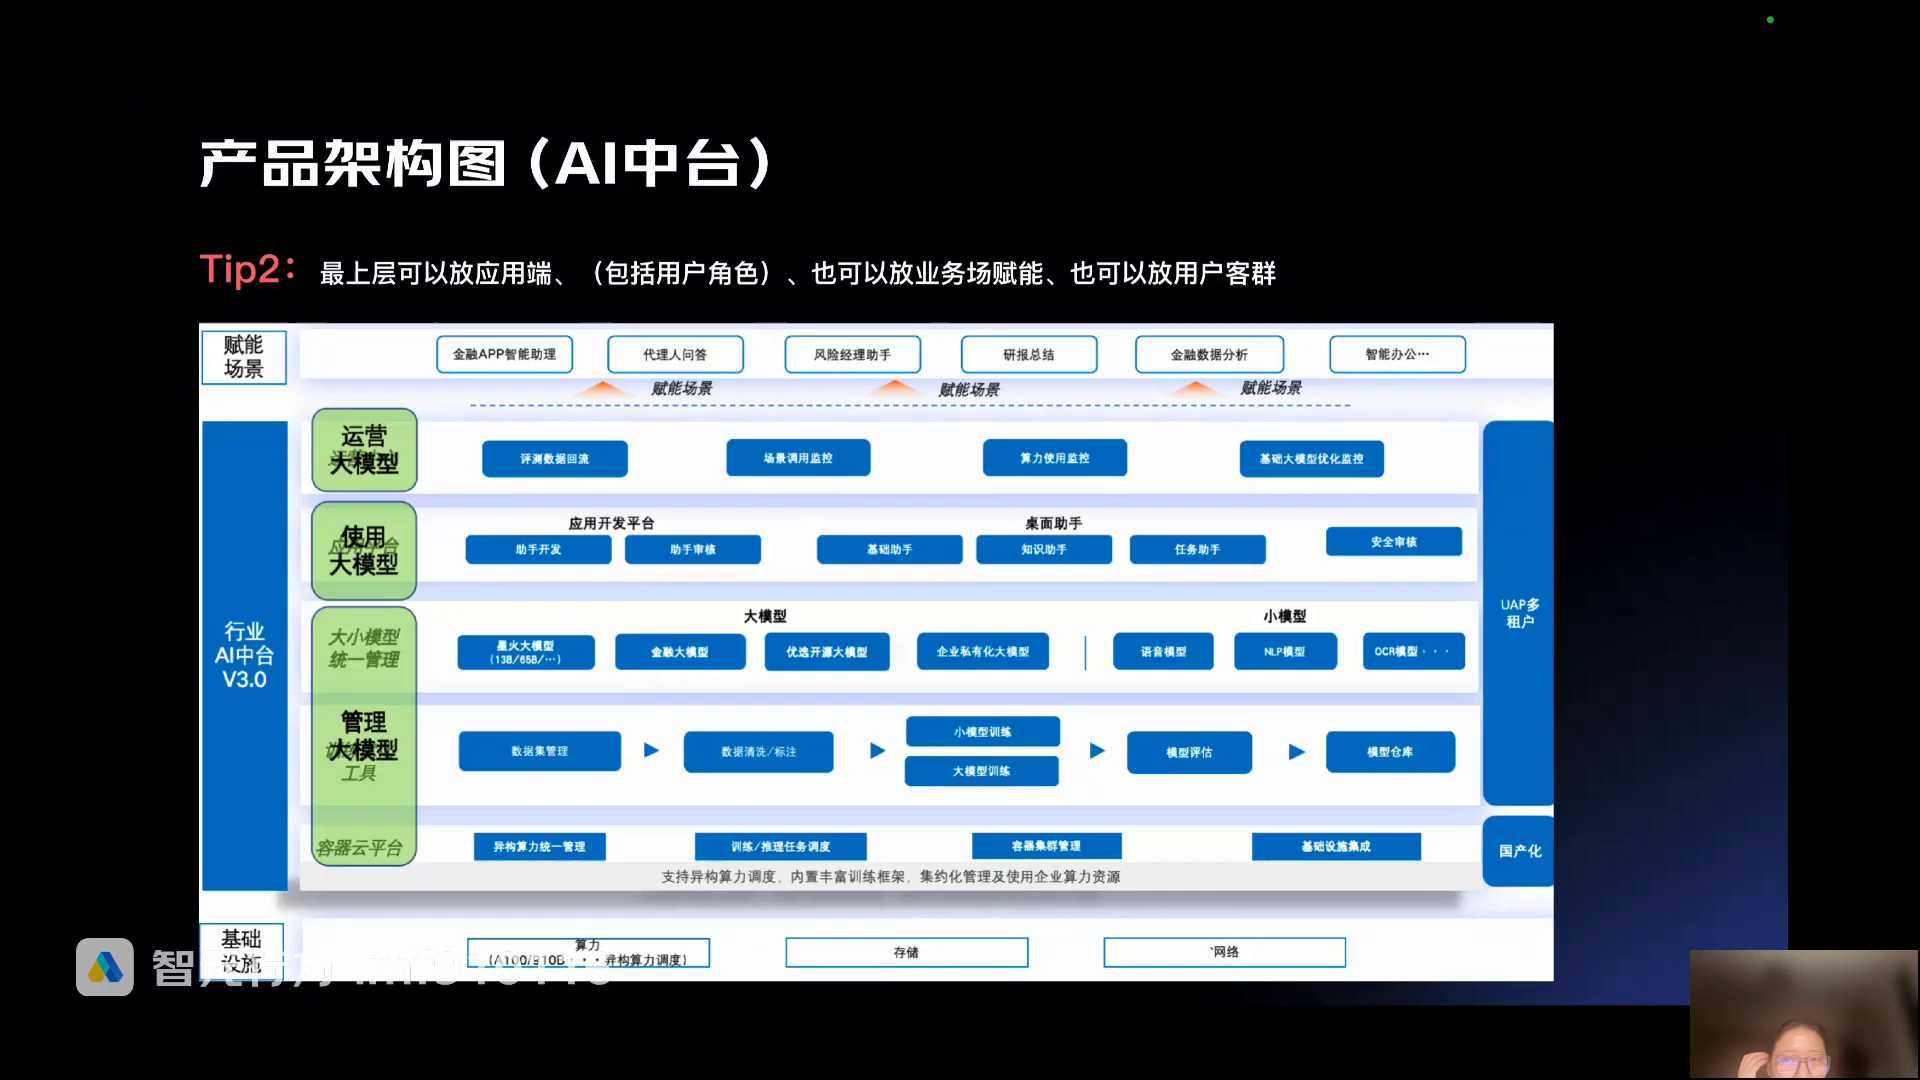 产品架构图（AI中台）
Tip2： 最上层可以放应用端、（包括用户角色）、也可以放业务场赋能、也可以放用户客群
赋能
场景
金融APP智能助理 代理人问答 风险经理助手 研报总结 金融数据分析 智能办公…
赋能场景 赋能场景 赋能场景
行业
AI中台
V3.0
运营
大模型
评测数据回流 场景调用监控 算力使用监控 基础大模型优化监控
使用
大模型
应用平台
应用开发平台 桌面助手
助手开发 助手审核 基础助手 知识助手 任务助手 安全审核
大小模型
统一管理
大模型 小模型
星火大模型
(13B/65B/…)
金融大模型 优选开源大模型 企业私有化大模型 语音模型 NLP模型 OCR模型···
管理
大模型
工具
数据集管理 数据清洗/标注 小模型训练 大模型训练 模型评估 模型仓库
容器云平台
异构算力统一管理 训练/推理任务调度 容器集群管理 基础设施集成
支持异构算力调度、内置丰富训练框架、集约化管理及使用企业算力资源
UAP多
租户
国产化
基础
设施
算力
(A100/910B···异构算力调度)
存储 `网络